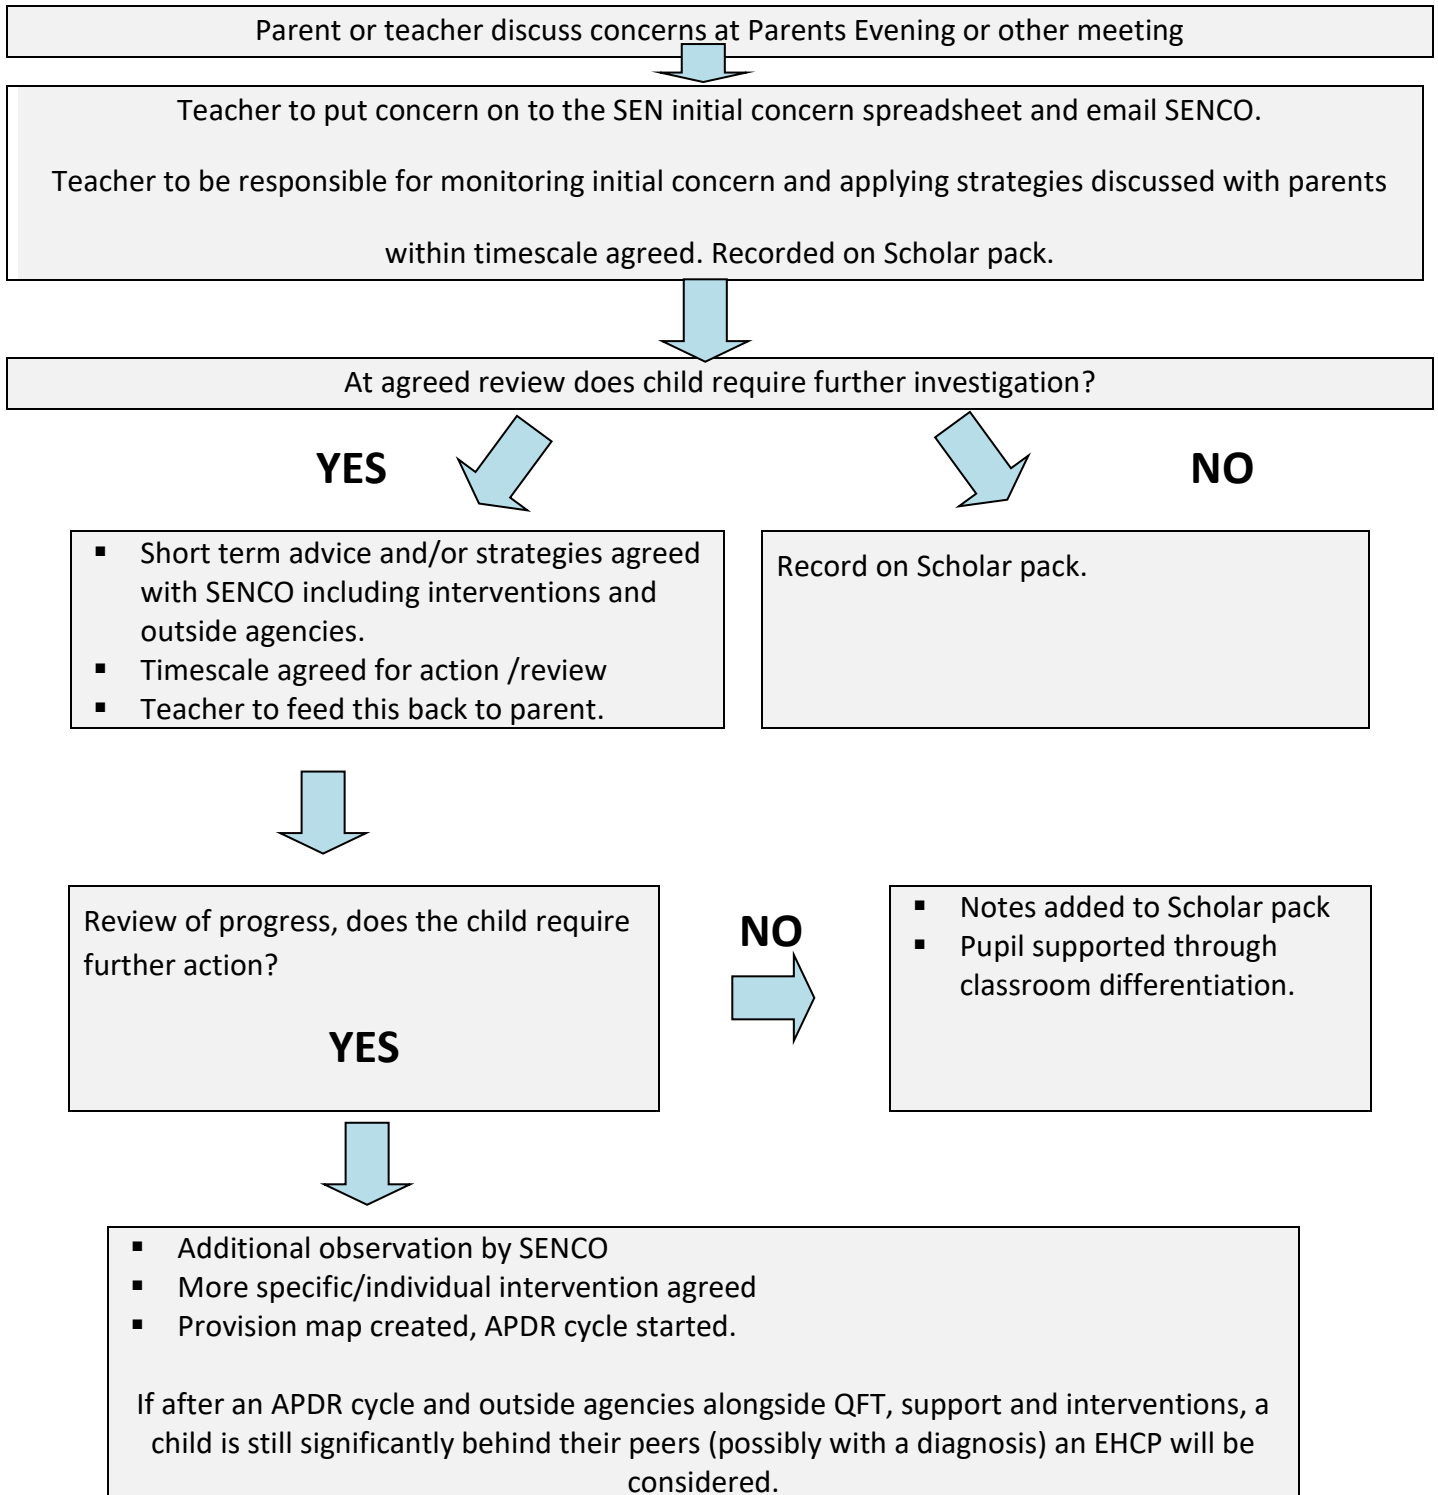 Parent or teacher discuss concerns at Parents Evening or other meeting
Teacher to put concern on to the SEN initial concern spreadsheet and email SENCO.
Teacher to be responsible for monitoring initial concern and applying strategies discussed with parents
within timescale agreed. Recorded on Scholar pack.
At agreed review does child require further investigation?
YES
NO
▪ Short term advice and/or strategies agreed
with SENCO including interventions and
outside agencies.
▪ Timescale agreed for action /review
▪ Teacher to feed this back to parent.
Record on Scholar pack.
Review of progress, does the child require
further action?
YES
NO
▪ Notes added to Scholar pack
▪ Pupil supported through
classroom differentiation.
▪ Additional observation by SENCO
▪ More specific/individual intervention agreed
▪ Provision map created, APDR cycle started.
If after an APDR cycle and outside agencies alongside QFT, support and interventions, a
child is still significantly behind their peers (possibly with a diagnosis) an EHCP will be
considered.